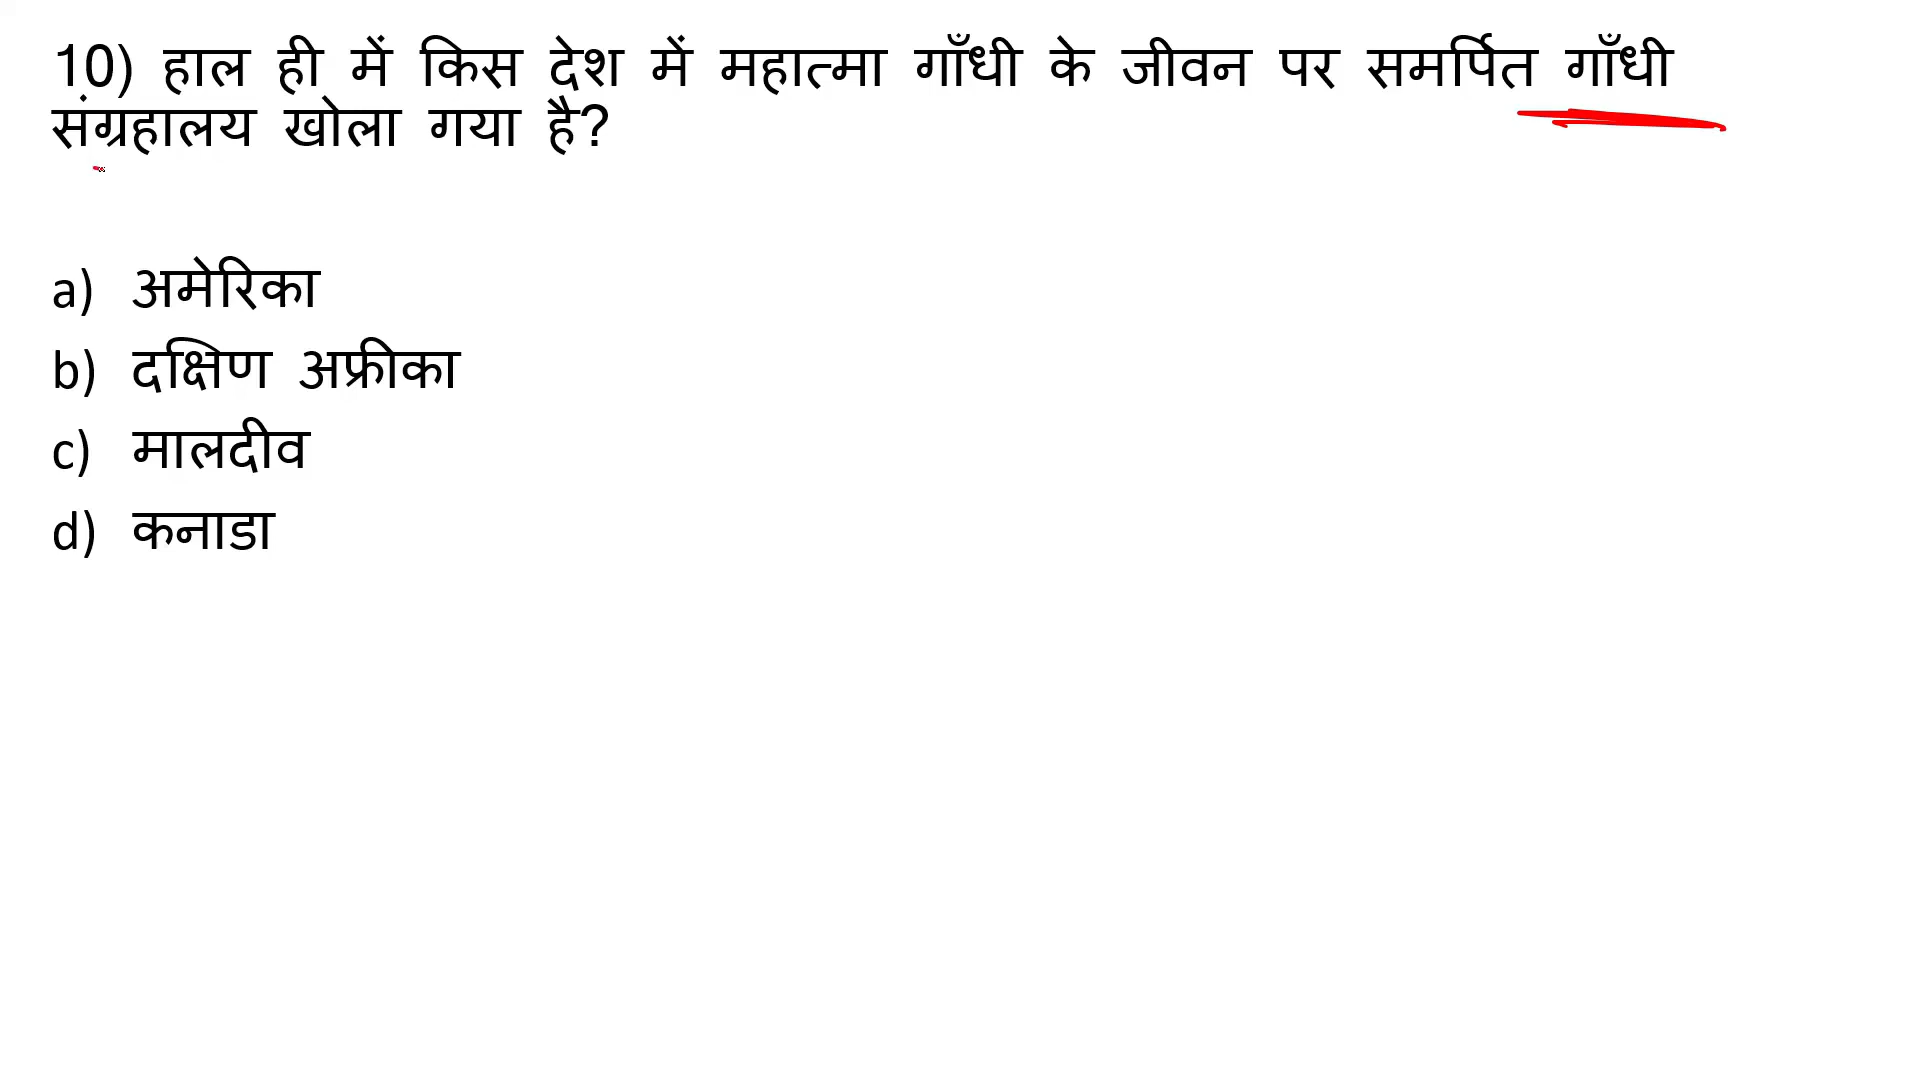 10) हाल ही में किस देश में महात्मा गाँधी के जीवन पर समर्पित गाँधी
संग्रहालय खोला गया है?
a) अमेरिका
b) दक्षिण अफ्रीका
c) मालदीव
d) कनाडा